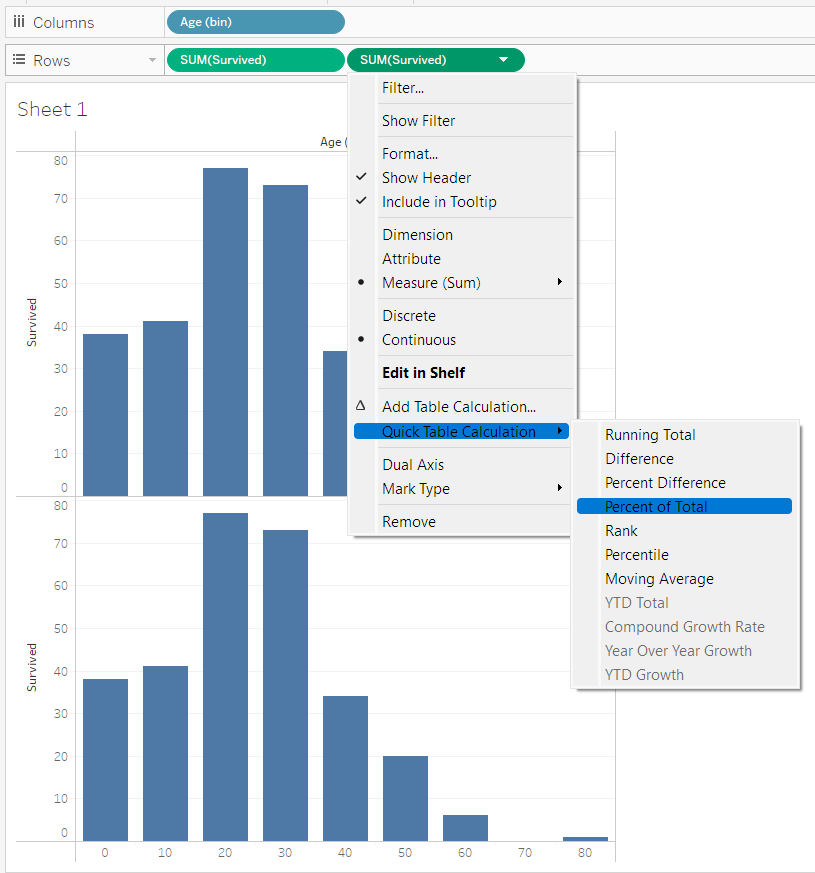 Columns
Age (bin)
Rows
SUM(Survived)
SUM(Survived)
Sheet 1
Age (
80
70
60
50
40
30
20
10
0
Survived
80
70
60
50
40
30
20
10
0
Survived
0 10 20 30 40 50 60 70 80
Filter...
Show Filter
Format...
Show Header
Include in Tooltip
Dimension
Attribute
Measure (Sum)
Discrete
Continuous
Edit in Shelf
Add Table Calculation...
Quick Table Calculation
Dual Axis
Mark Type
Remove
Running Total
Difference
Percent Difference
Percent of Total
Rank
Percentile
Moving Average
YTD Total
Compound Growth Rate
Year Over Year Growth
YTD Growth